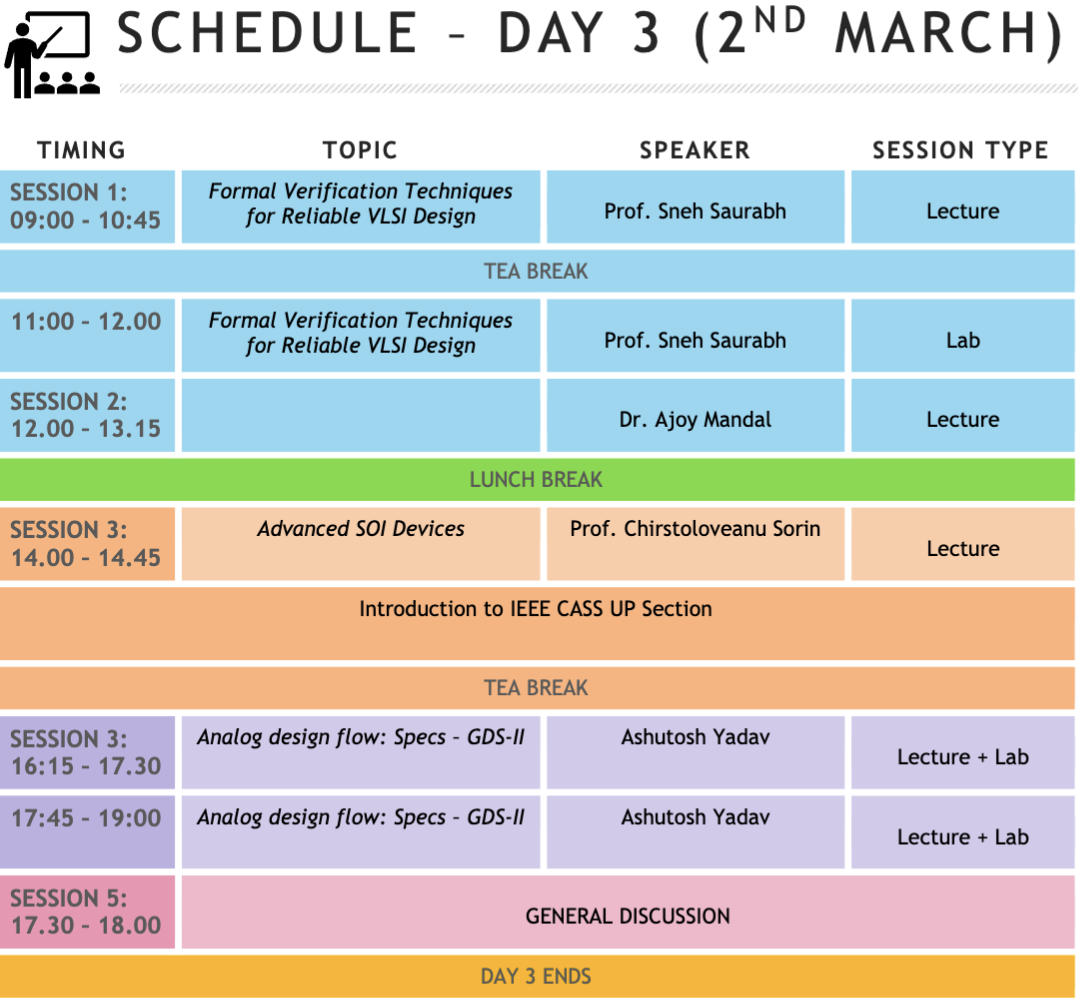 SCHEDULE - DAY 3 (2ND MARCH)
TIMING TOPIC SPEAKER SESSION TYPE
SESSION 1:
09:00 - 10:45
Formal Verification Techniques
for Reliable VLSI Design
Prof. Sneh Saurabh
Lecture
TEA BREAK
11:00 - 12.00
Formal Verification Techniques
for Reliable VLSI Design
Prof. Sneh Saurabh
Lab
SESSION 2:
12.00 - 13.15
Dr. Ajoy Mandal
Lecture
LUNCH BREAK
SESSION 3:
14.00 - 14.45
Advanced SOI Devices
Prof. Chirstoloveanu Sorin
Lecture
Introduction to IEEE CASS UP Section
TEA BREAK
SESSION 3:
16:15 - 17.30
Analog design flow: Specs - GDS-II
Ashutosh Yadav
Lecture + Lab
17:45 - 19:00
Analog design flow: Specs - GDS-II
Ashutosh Yadav
Lecture + Lab
SESSION 5:
17.30 - 18.00
GENERAL DISCUSSION
DAY 3 ENDS